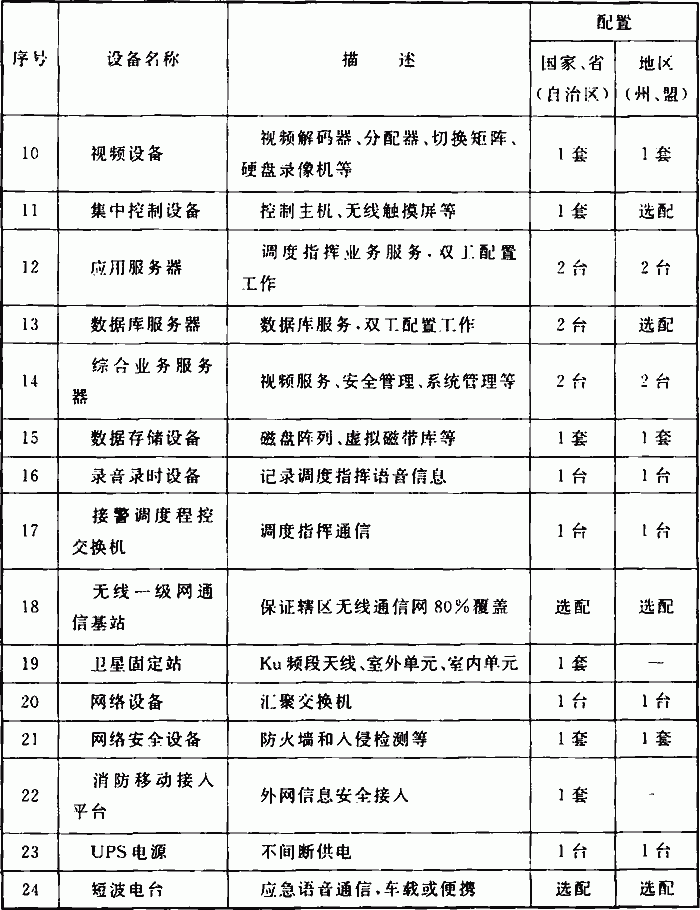 序号 设备名称 描 述 配置
国家、省（自治区） 地区（州、盟）
10 视频设备 视频解码器、分配器、切换矩阵、
硬盘录像机等 1套 1套
11 集中控制设备 控制主机、无线触摸屏等 1套 选配
12 应用服务器 调度指挥业务服务，双工配置
工作 2台 2台
13 数据库服务器 数据库服务，双工配置工作 2台 选配
14 综合业务服务
器 视频服务、安全管理、系统管理等 2台 2台
15 数据存储设备 磁盘阵列、虚拟磁带库等 1套 1套
16 录音录时设备 记录调度指挥语音信息 1台 1台
17 接警调度程控
交换机 调度指挥通信 1台 1台
18 无线一级网通
信基站 保证辖区无线通信网80%覆盖 选配 选配
19 卫星固定站 Ku频段天线、室外单元、室内单元 1套 —
20 网络设备 汇聚交换机 1台 1台
21 网络安全设备 防火墙和入侵检测等 1套 1套
22 消防移动接入
平台 外网信息安全接入 1套 -
23 UPS电源 不间断供电 1台 1台
24 短波电台 应急语音通信，车载或便携 选配 选配